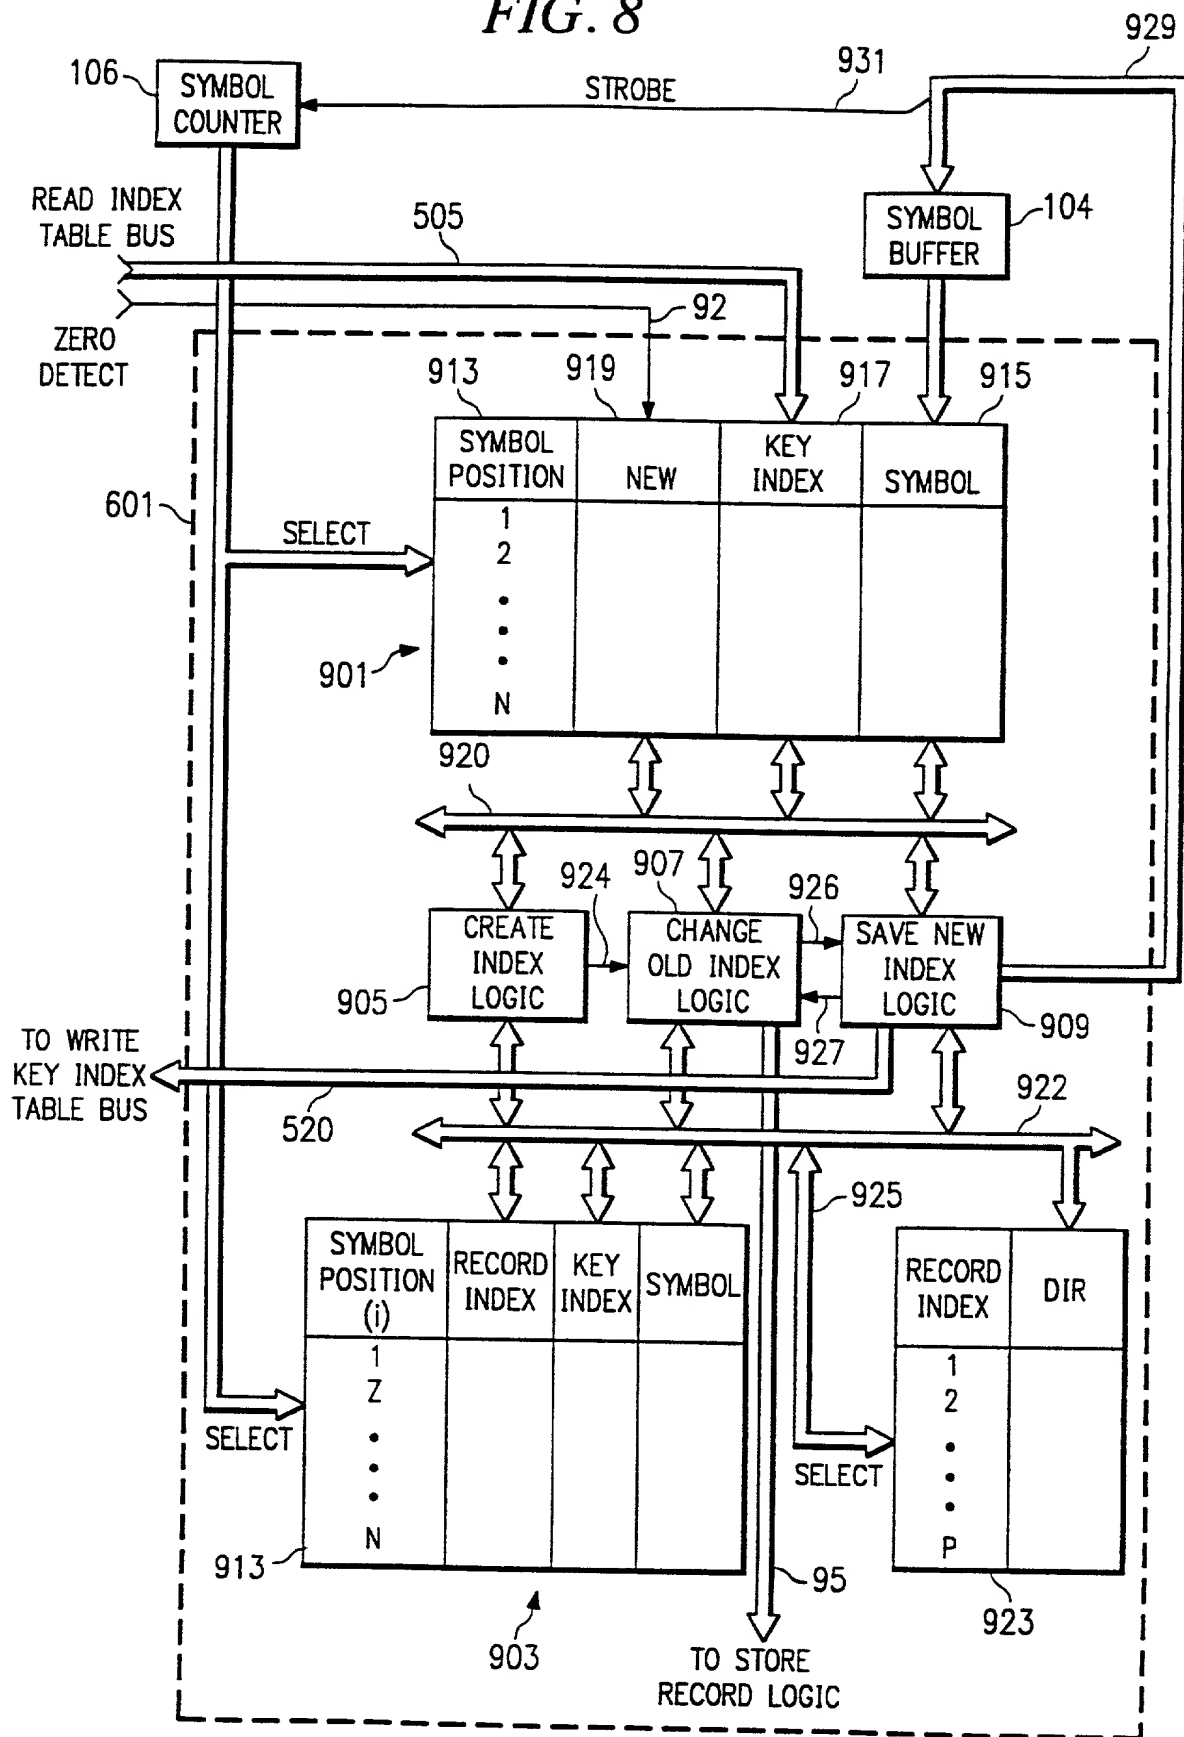 FIG. 8
929
106
SYMBOL
COUNTER
STROBE
931
READ INDEX
TABLE BUS
505
SYMBOL
BUFFER
104
ZERO
DETECT
92
913
919
917
915
SYMBOL
POSITION
NEW
KEY
INDEX
SYMBOL
601
SELECT
1
2
N
901
920
907
924
926
CREATE
INDEX
LOGIC
CHANGE
OLD INDEX
LOGIC
SAVE NEW
INDEX
LOGIC
905
927
909
TO WRITE
KEY INDEX
TABLE BUS
520
922
925
SYMBOL
POSITION
(i)
RECORD
INDEX
KEY
INDEX
SYMBOL
RECORD
INDEX
DIR
1
Z
N
1
2
P
SELECT
SELECT
913
95
923
903
TO STORE
RECORD LOGIC